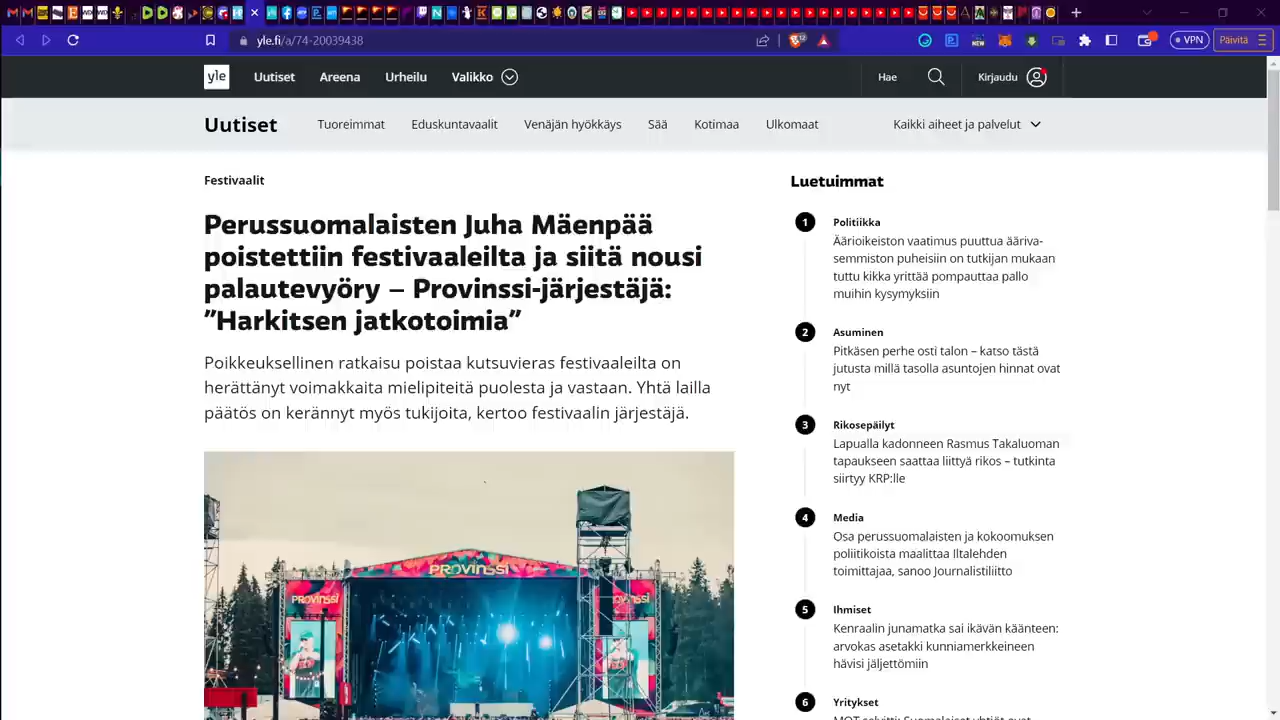 yle.fi/a/74-20039438
12
NEW
VPN
Päivitä
yle
Uutiset
Areena
Urheilu
Valikko
Hae
Kirjaudu
Uutiset
Tuoreimmat
Eduskuntavaalit
Venäjän hyökkäys
Sää
Kotimaa
Ulkomaat
Kaikki aiheet ja palvelut
Festivaalit
Perussuomalaisten Juha Mäenpää
poistettiin festivaaleilta ja siitä nousi
palautevyöry – Provinssi-järjestäjä:
”Harkitsen jatkotoimia”
Poikkeuksellinen ratkaisu poistaa kutsuvieras festivaaleilta on
herättänyt voimakkaita mielipiteitä puolesta ja vastaan. Yhtä lailla
päätös on kerännyt myös tukijoita, kertoo festivaalin järjestäjä.
PROVINSSI
PROVINSSI
Luetuimmat
1
Politiikka
Äärioikeiston vaatimus puuttua ääriva-
semmiston puheisiin on tutkijan mukaan
tuttu kikka yrittää pompauttaa pallo
muihin kysymyksiin
2
Asuminen
Pitkäsen perhe osti talon – katso tästä
jutusta millä tasolla asuntojen hinnat ovat
nyt
3
Rikosepäilyt
Lapualla kadonneen Rasmus Takaluoman
tapaukseen saattaa liittyä rikos – tutkinta
siirtyy KRP:lle
4
Media
Osa perussuomalaisten ja kokoomuksen
poliitikoista maalittaa Iltalehden
toimittajaa, sanoo Journalistiliitto
5
Ihmiset
Kenraalin junamatka sai ikävän käänteen:
arvokas asetakki kunniamerkkeineen
hävisi jäljettömiin
6
Yritykset
MOT selvitti: Suomalaiset yhtiöt ovat